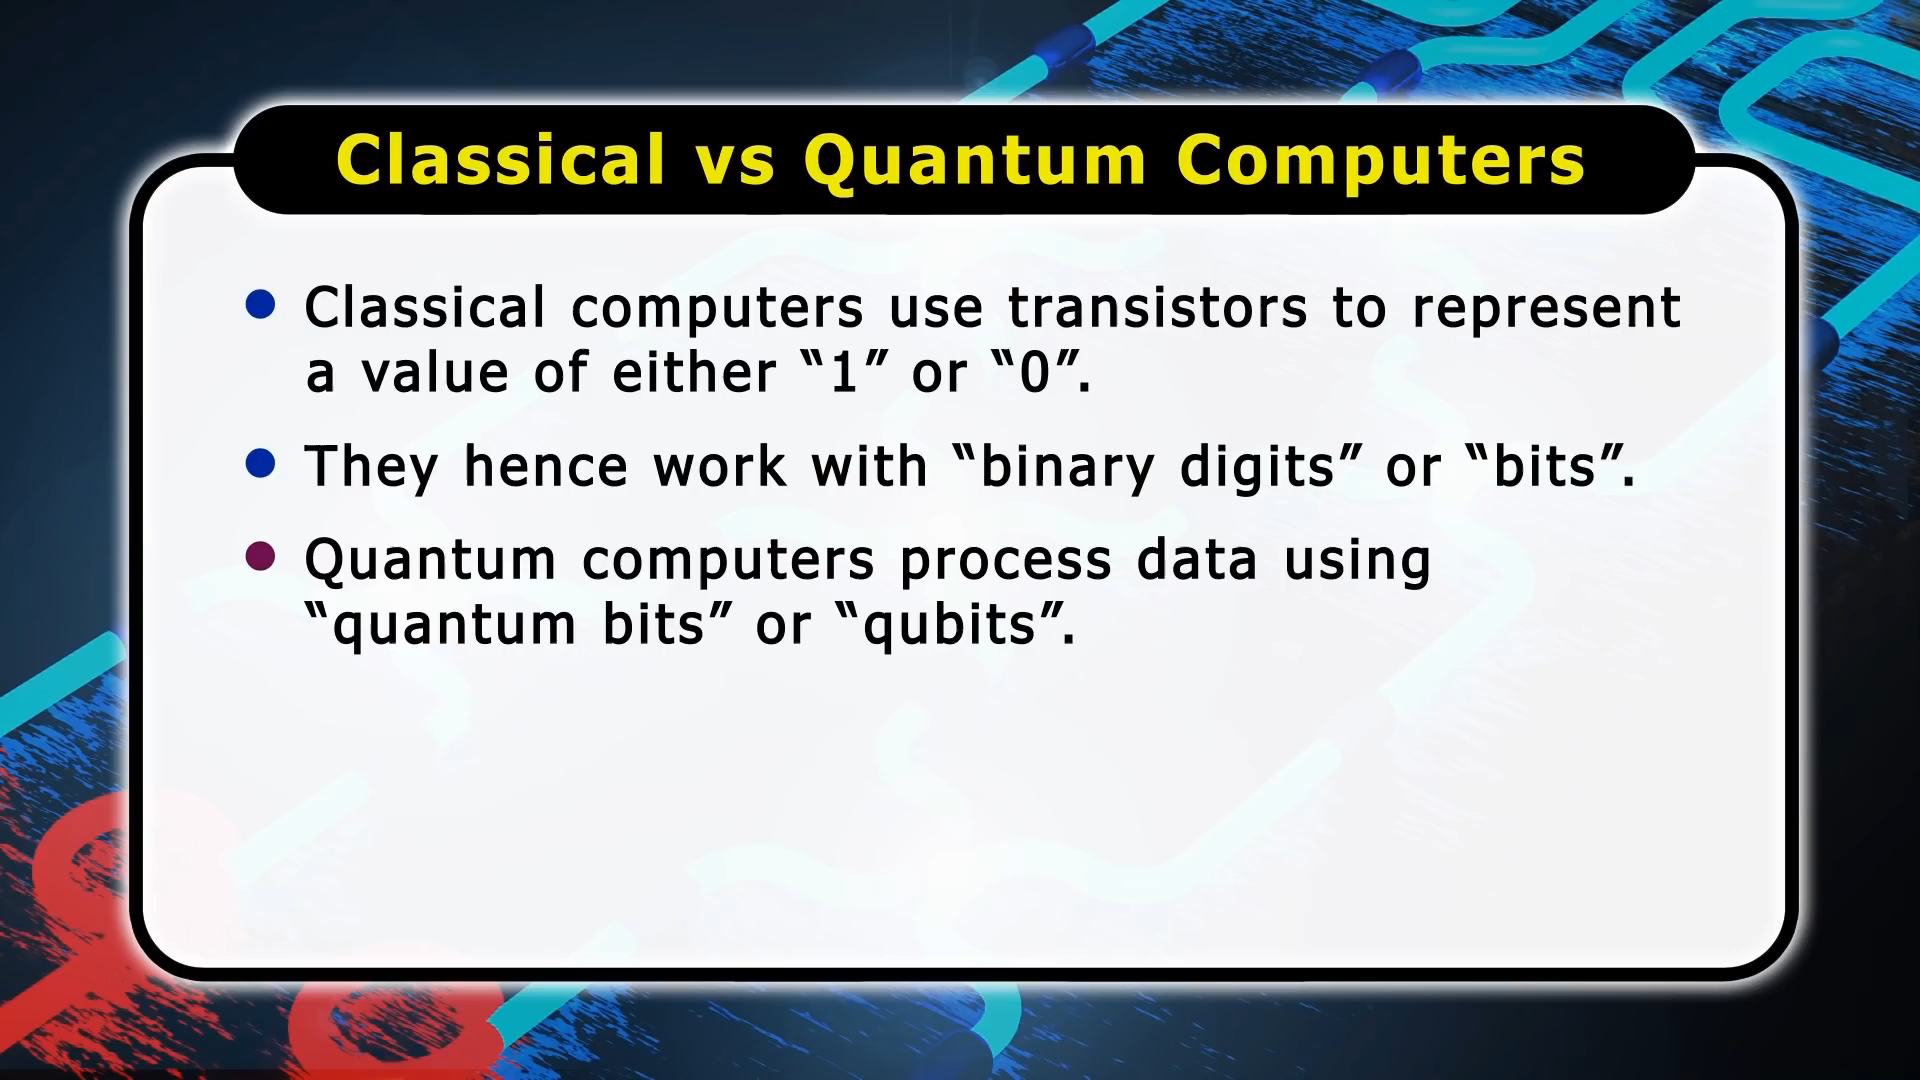 Classical vs Quantum Computers
Classical computers use transistors to represent
a value of either “1” or “0”.
They hence work with “binary digits” or “bits”.
Quantum computers process data using
“quantum bits” or “qubits”.